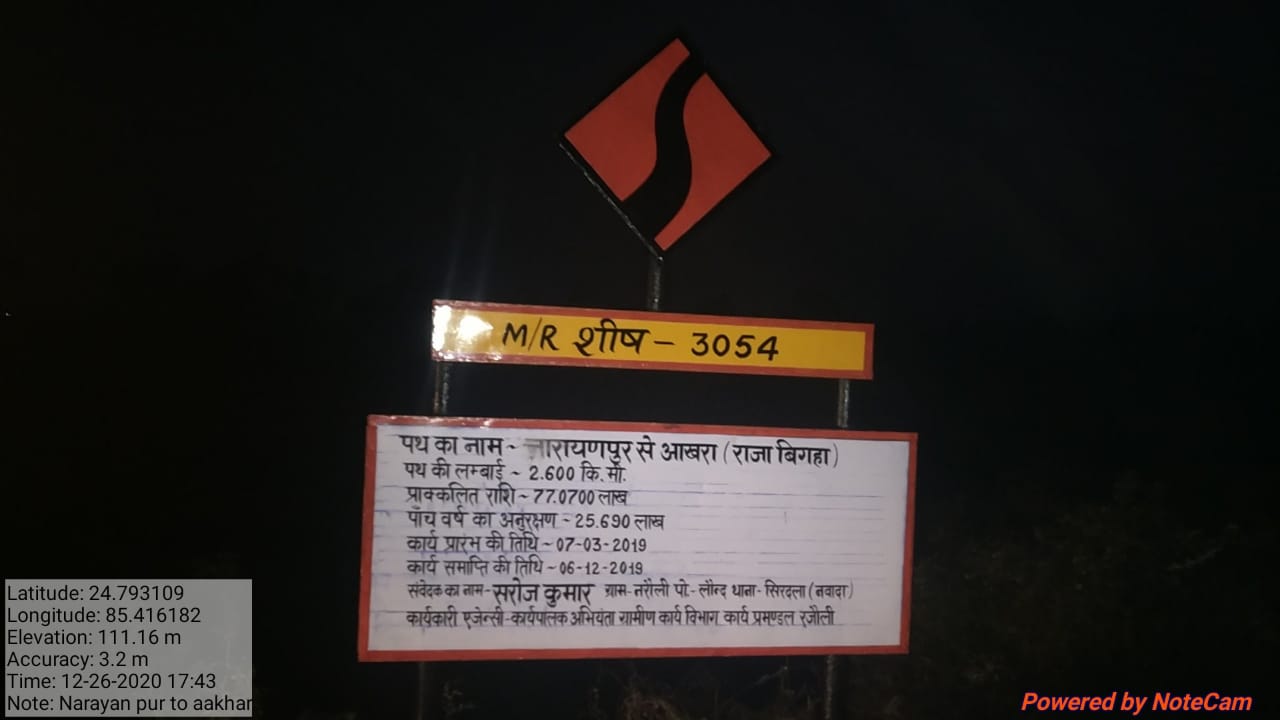 M/R शीष - 3054
पथ का नाम ~ नारायणपुर से आखरा (राजा बिगहा)
पथ की लम्बाई ~ 2.600 कि.मी.
प्राक्कलित राशि ~ 77.0700 लाख
पाँच वर्ष का अनुरक्षण ~ 25.690 लाख
कार्य प्रारंभ की तिथि ~ 07-03-2019
कार्य समाप्ति की तिथि ~ 06-12-2019
संवेदक का नाम- सरोज कुमार ग्राम- नरौली पो- लौन्द थाना- सिरदला (नवादा)
कार्यकारी एजेन्सी-कार्यपालक अभियंता ग्रामीण कार्य विभाग कार्य प्रमण्डल रजौली
Latitude: 24.793109
Longitude: 85.416182
Elevation: 111.16 m
Accuracy: 3.2 m
Time: 12-26-2020 17:43
Note: Narayan pur to aakhar
Powered by NoteCam